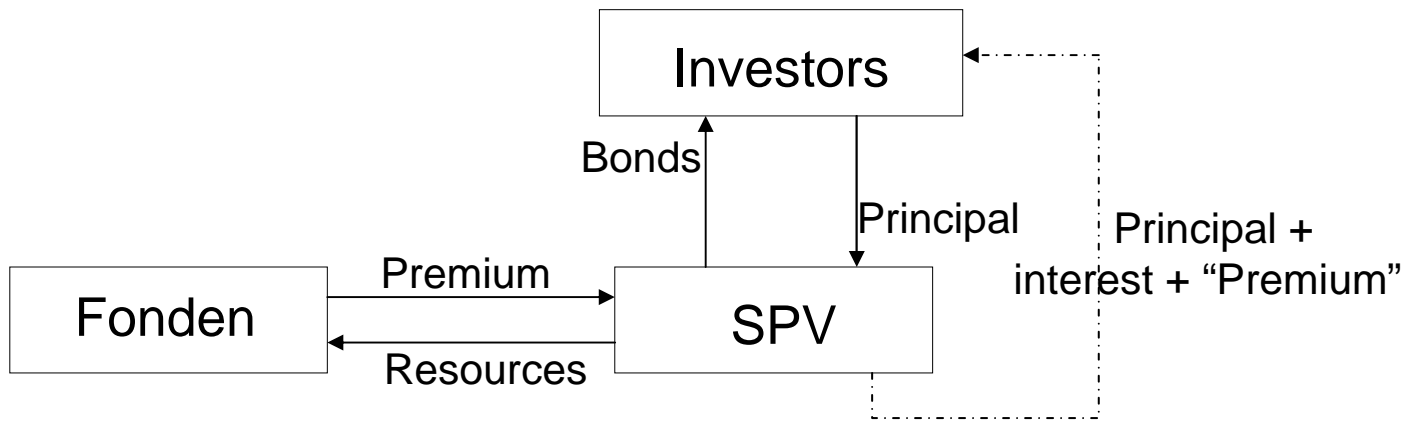 Investors
Bonds
Principal
Principal +
interest + “Premium”
Premium
Fonden
SPV
Resources